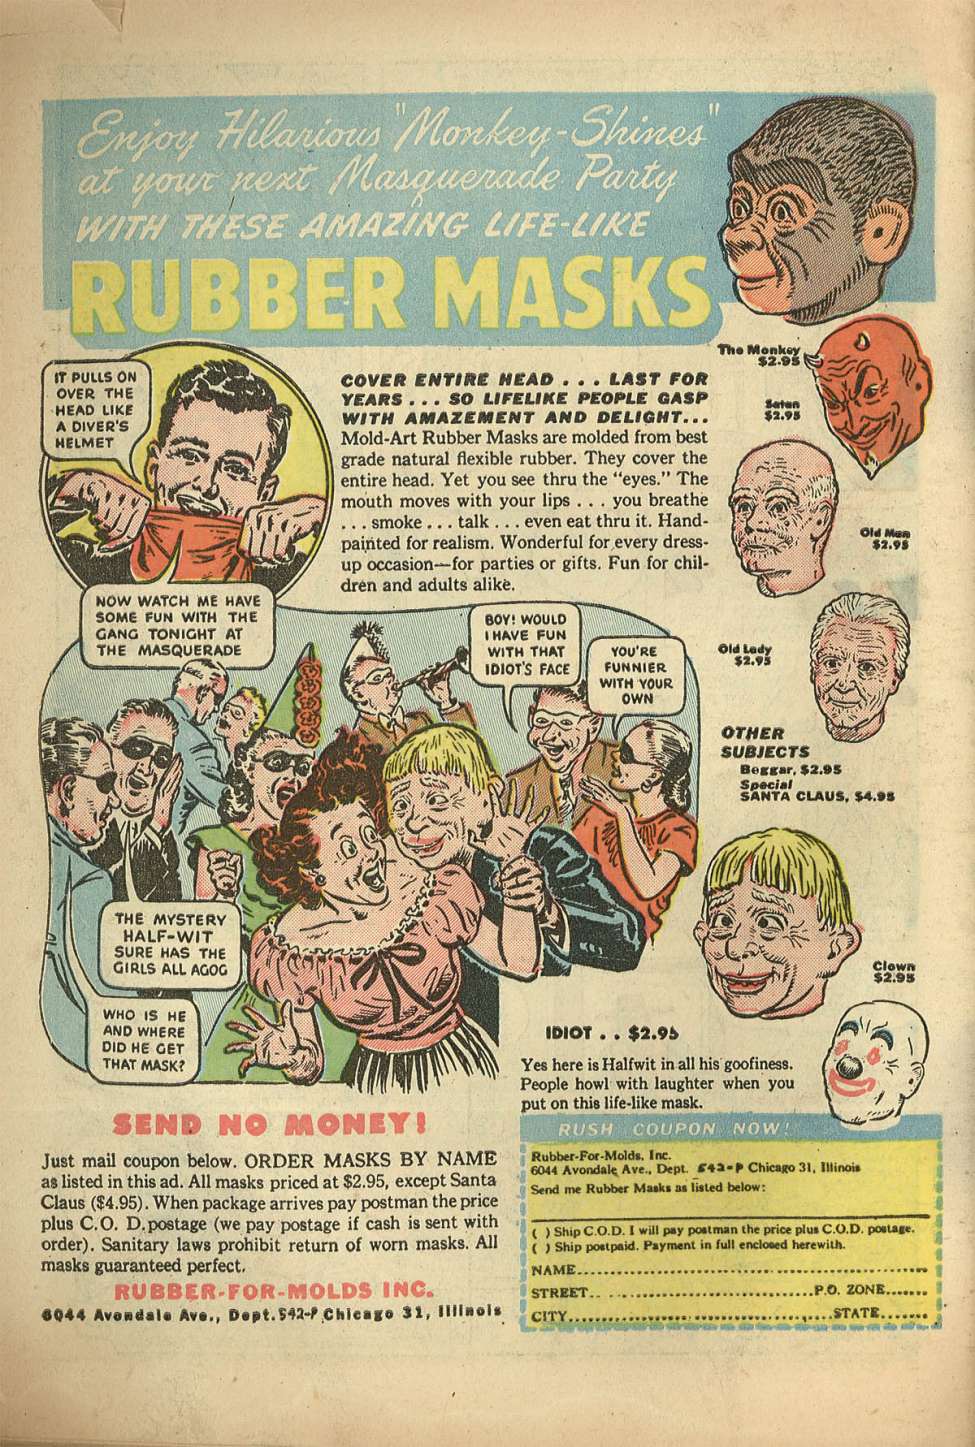 Enjoy Hilarious "Monkey-Shines"
at your next Masquerade Party
WITH THESE AMAZING LIFE-LIKE
RUBBER MASKS
The Monkey
$2.95
Satan
$2.95
Old Man
$2.95
Old Lady
$2.95
OTHER
SUBJECTS
Beggar, $2.95
Special
SANTA CLAUS, $4.95
Clown
$2.95
IT PULLS ON
OVER THE
HEAD LIKE
A DIVER'S
HELMET
NOW WATCH ME HAVE
SOME FUN WITH THE
GANG TONIGHT AT
THE MASQUERADE
COVER ENTIRE HEAD . . . LAST FOR
YEARS . . . SO LIFELIKE PEOPLE GASP
WITH AMAZEMENT AND DELIGHT...
Mold-Art Rubber Masks are molded from best
grade natural flexible rubber. They cover the
entire head. Yet you see thru the "eyes." The
mouth moves with your lips . . . you breathe
. . . smoke . . . talk . . . even eat thru it. Hand-
painted for realism. Wonderful for every dress-
up occasion—for parties or gifts. Fun for chil-
dren and adults alike.
BOY! WOULD
I HAVE FUN
WITH THAT
IDIOT'S FACE
YOU'RE
FUNNIER
WITH YOUR
OWN
THE MYSTERY
HALF-WIT
SURE HAS THE
GIRLS ALL AGOG
WHO IS HE
AND WHERE
DID HE GET
THAT MASK?
IDIOT . . $2.95
Yes here is Halfwit in all his goofiness.
People howl with laughter when you
put on this life-like mask.
SEND NO MONEY!
Just mail coupon below. ORDER MASKS BY NAME
as listed in this ad. All masks priced at $2.95, except Santa
Claus ($4.95). When package arrives pay postman the price
plus C.O. D. postage (we pay postage if cash is sent with
order). Sanitary laws prohibit return of worn masks. All
masks guaranteed perfect.
RUBBER-FOR-MOLDS INC.
6044 Avondale Ave., Dept. 542-P Chicago 31, Illinois
RUSH COUPON NOW!
Rubber-For-Molds, Inc.
6044 Avondale Ave., Dept. 542-P Chicago 31, Illinois
Send me Rubber Masks as listed below:
( ) Ship C.O.D. I will pay postman the price plus C.O.D. postage.
( ) Ship postpaid. Payment in full enclosed herewith.
NAME
STREET P.O. ZONE
CITY STATE